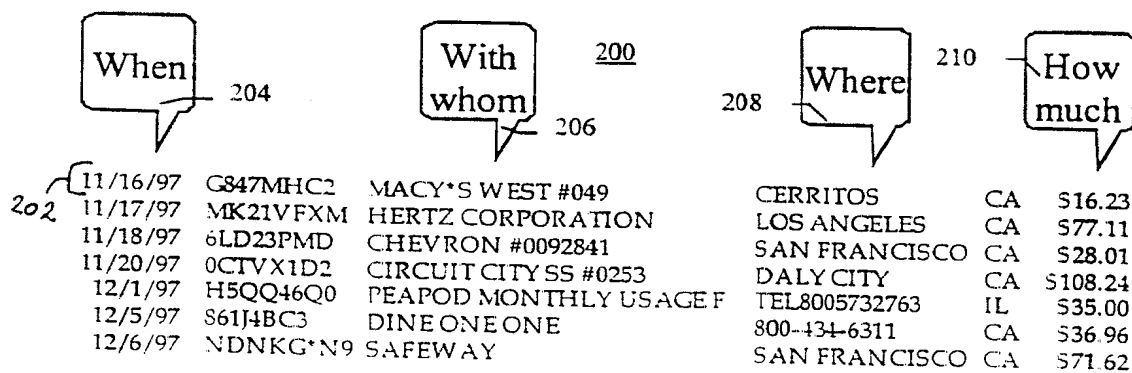 When
204
With whom
206
200
208
Where
210
How much
202
11/16/97 G847MHC2 MACY*S WEST #049 CERRITOS CA $16.23
11/17/97 MK21VFXM HERTZ CORPORATION LOS ANGELES CA $77.11
11/18/97 6LD23PMD CHEVRON #0092841 SAN FRANCISCO CA $28.01
11/20/97 0CTVX1D2 CIRCUIT CITY SS #0253 DALY CITY CA $108.24
12/1/97 H5QQ46Q0 PEAPOD MONTHLY USAGE F TEL8005732763 IL $35.00
12/5/97 S61J4BC3 DINE ONE ONE 800-434-6311 CA $36.96
12/6/97 NDNKG*N9 SAFEWAY SAN FRANCISCO CA $71.62